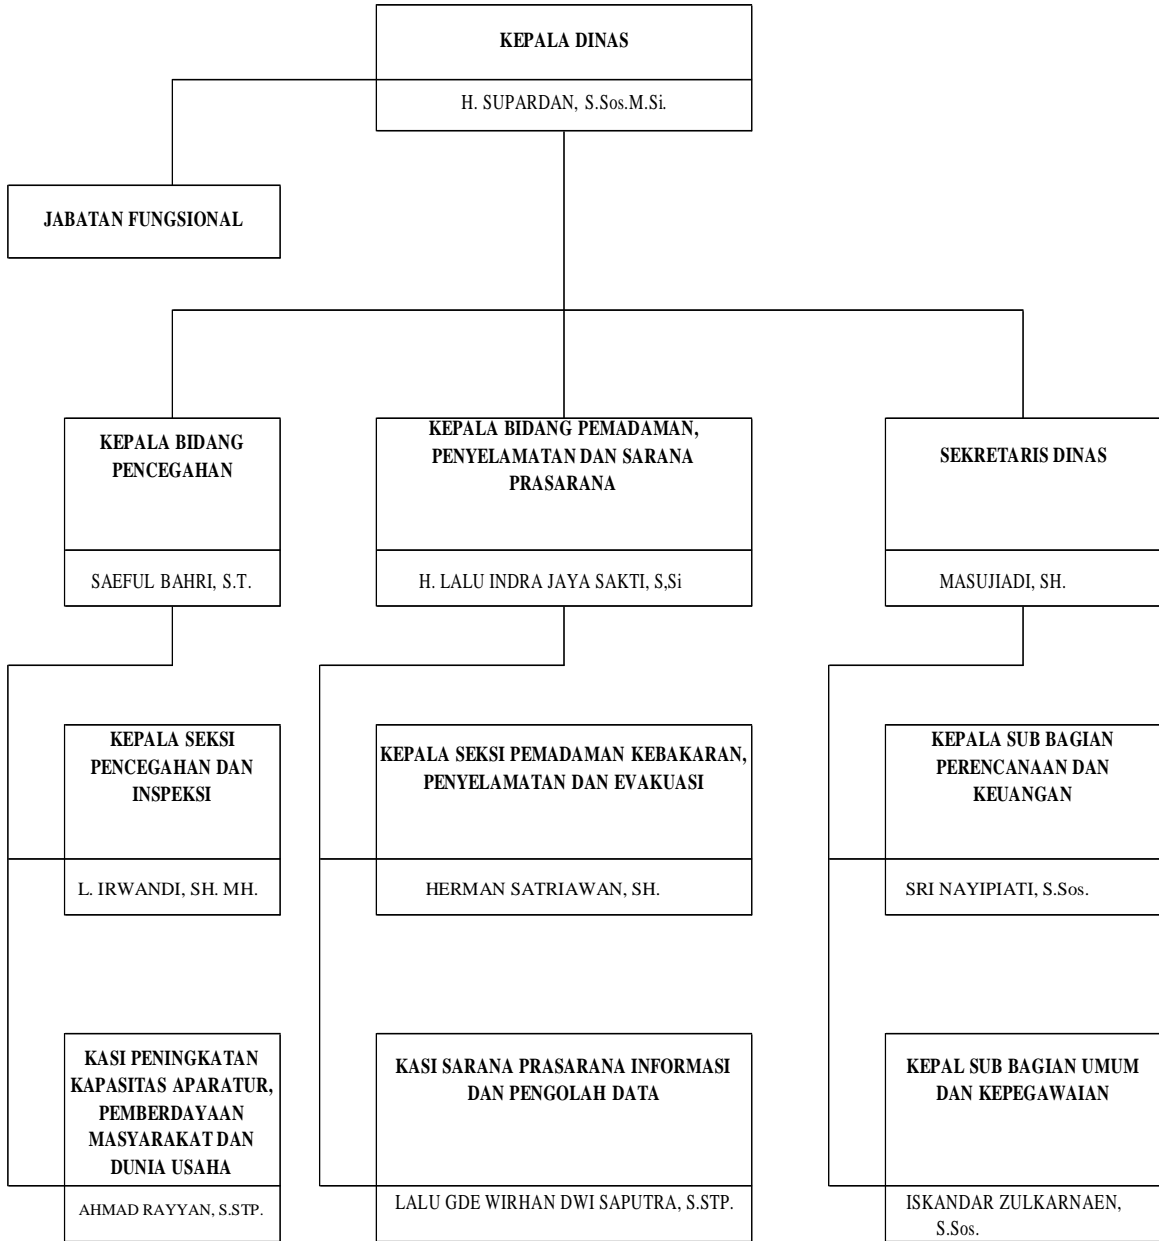 KEPALA DINAS
H. SUPARDAN, S.Sos.M.Si.
JABATAN FUNGSIONAL
KEPALA BIDANG
PENCEGAHAN
SAEFUL BAHRI, S.T.
KEPALA BIDANG PEMADAMAN,
PENYELAMATAN DAN SARANA
PRASARANA
H. LALU INDRA JAYA SAKTI, S,Si
SEKRETARIS DINAS
MASUJIADI, SH.
KEPALA SEKSI
PENCEGAHAN DAN
INSPEKSI
L. IRWANDI, SH. MH.
KEPALA SEKSI PEMADAMAN KEBAKARAN,
PENYELAMATAN DAN EVAKUASI
HERMAN SATRIAWAN, SH.
KEPALA SUB BAGIAN
PERENCANAAN DAN
KEUANGAN
SRI NAYIPIATI, S.Sos.
KASI PENINGKATAN
KAPASITAS APARATUR,
PEMBERDAYAAN
MASYARAKAT DAN
DUNIA USAHA
AHMAD RAYYAN, S.STP.
KASI SARANA PRASARANA INFORMASI
DAN PENGOLAH DATA
LALU GDE WIRHAN DWI SAPUTRA, S.STP.
KEPAL SUB BAGIAN UMUM
DAN KEPEGAWAIAN
ISKANDAR ZULKARNAEN,
S.Sos.